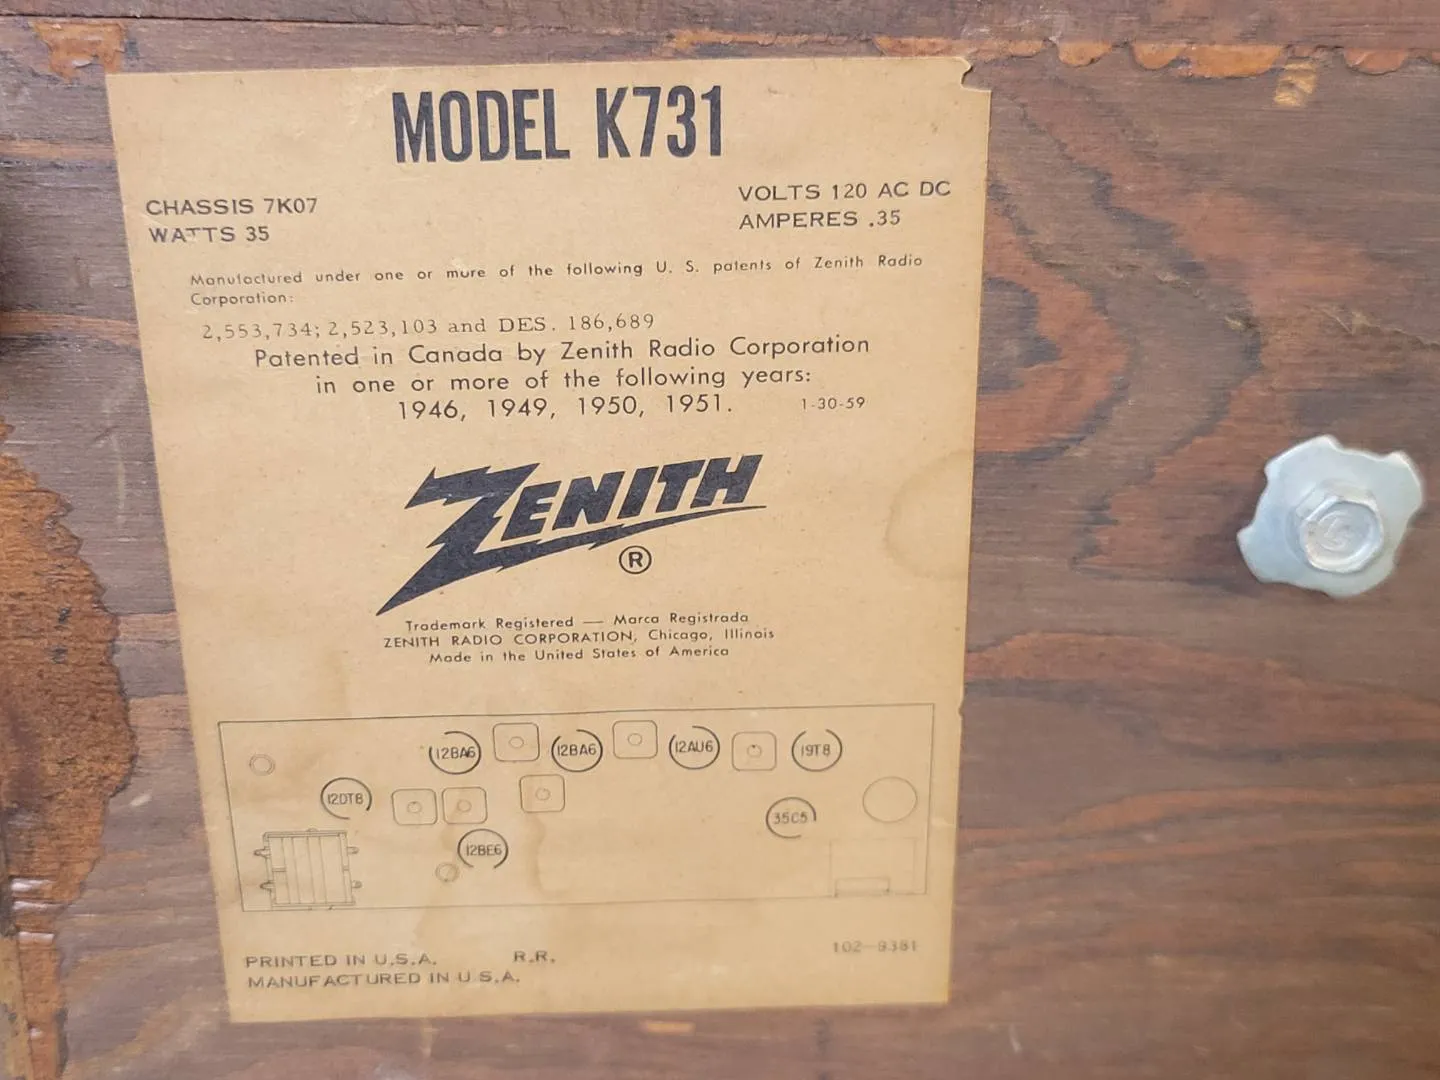 MODEL K731
CHASSIS 7K07
WATTS 35
VOLTS 120 AC DC
AMPERES .35
Manufactured under one or more of the following U. S. patents of Zenith Radio
Corporation:
2,553,734; 2,523,103 and DES. 186,689
Patented in Canada by Zenith Radio Corporation
in one or more of the following years:
1946, 1949, 1950, 1951. 1-30-59
ZENITH
®
Trademark Registered — Marca Registrada
ZENITH RADIO CORPORATION, Chicago, Illinois
Made in the United States of America
12BA6 12BA6 12AU6 19T8
12DT8 35C5
12BE6
PRINTED IN U.S.A. R.R. 102-9381
MANUFACTURED IN U.S.A.